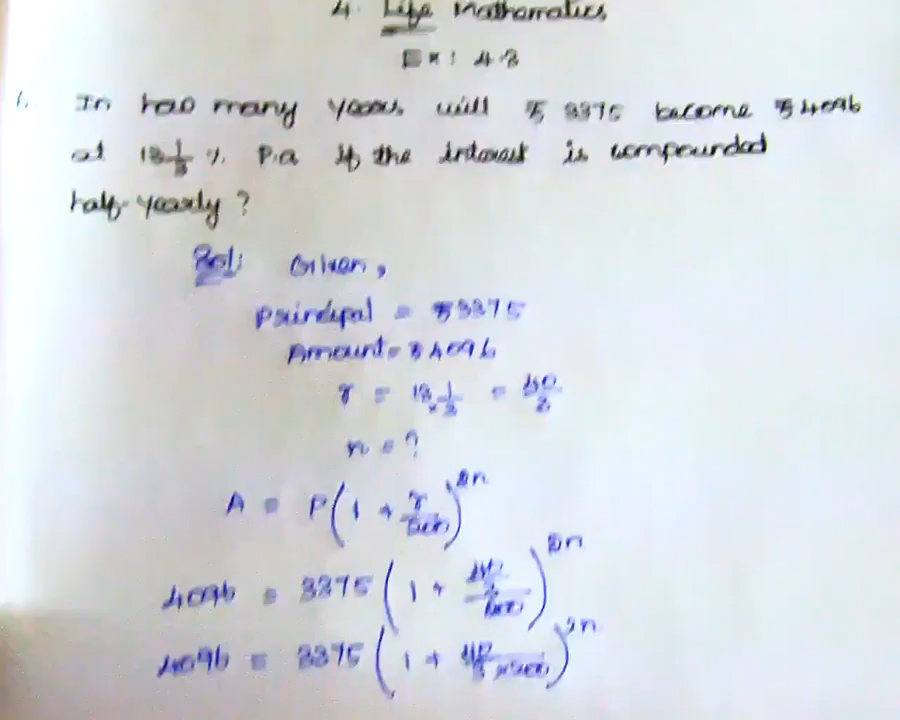 4. Life Mathematics
Ex: 4.3
1. In how many years will ₹ 3375 become ₹ 4096
at 13 1/3 % P.a if the interest is compounded
half-yearly?
Sol: Given,
Principal = ₹3375
Amount = ₹4096
r = 13 1/3 = 40/3
n = ?
A = P(1 + r/200)^2n
4096 = 3375 (1 + 40/3/200)^2n
4096 = 3375 (1 + 40/3×200)^2n